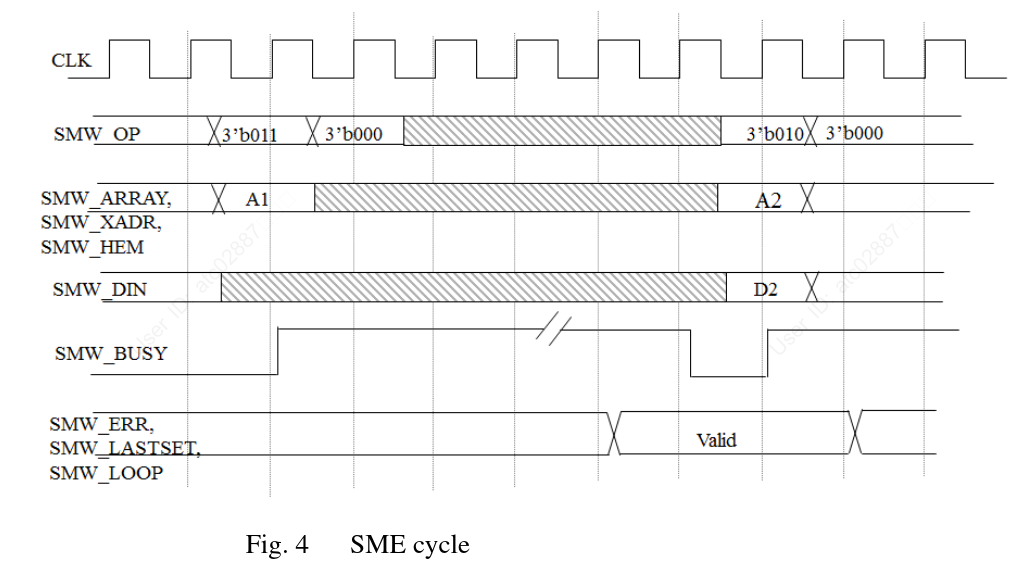 CLK
SMW_OP 3’b011 3’b000 3’b010 3’b000
SMW_ARRAY, A1 A2
SMW_XADR,
SMW_HEM
SMW_DIN D2
SMW_BUSY
SMW_ERR,
SMW_LASTSET, Valid
SMW_LOOP
Fig. 4 SME cycle